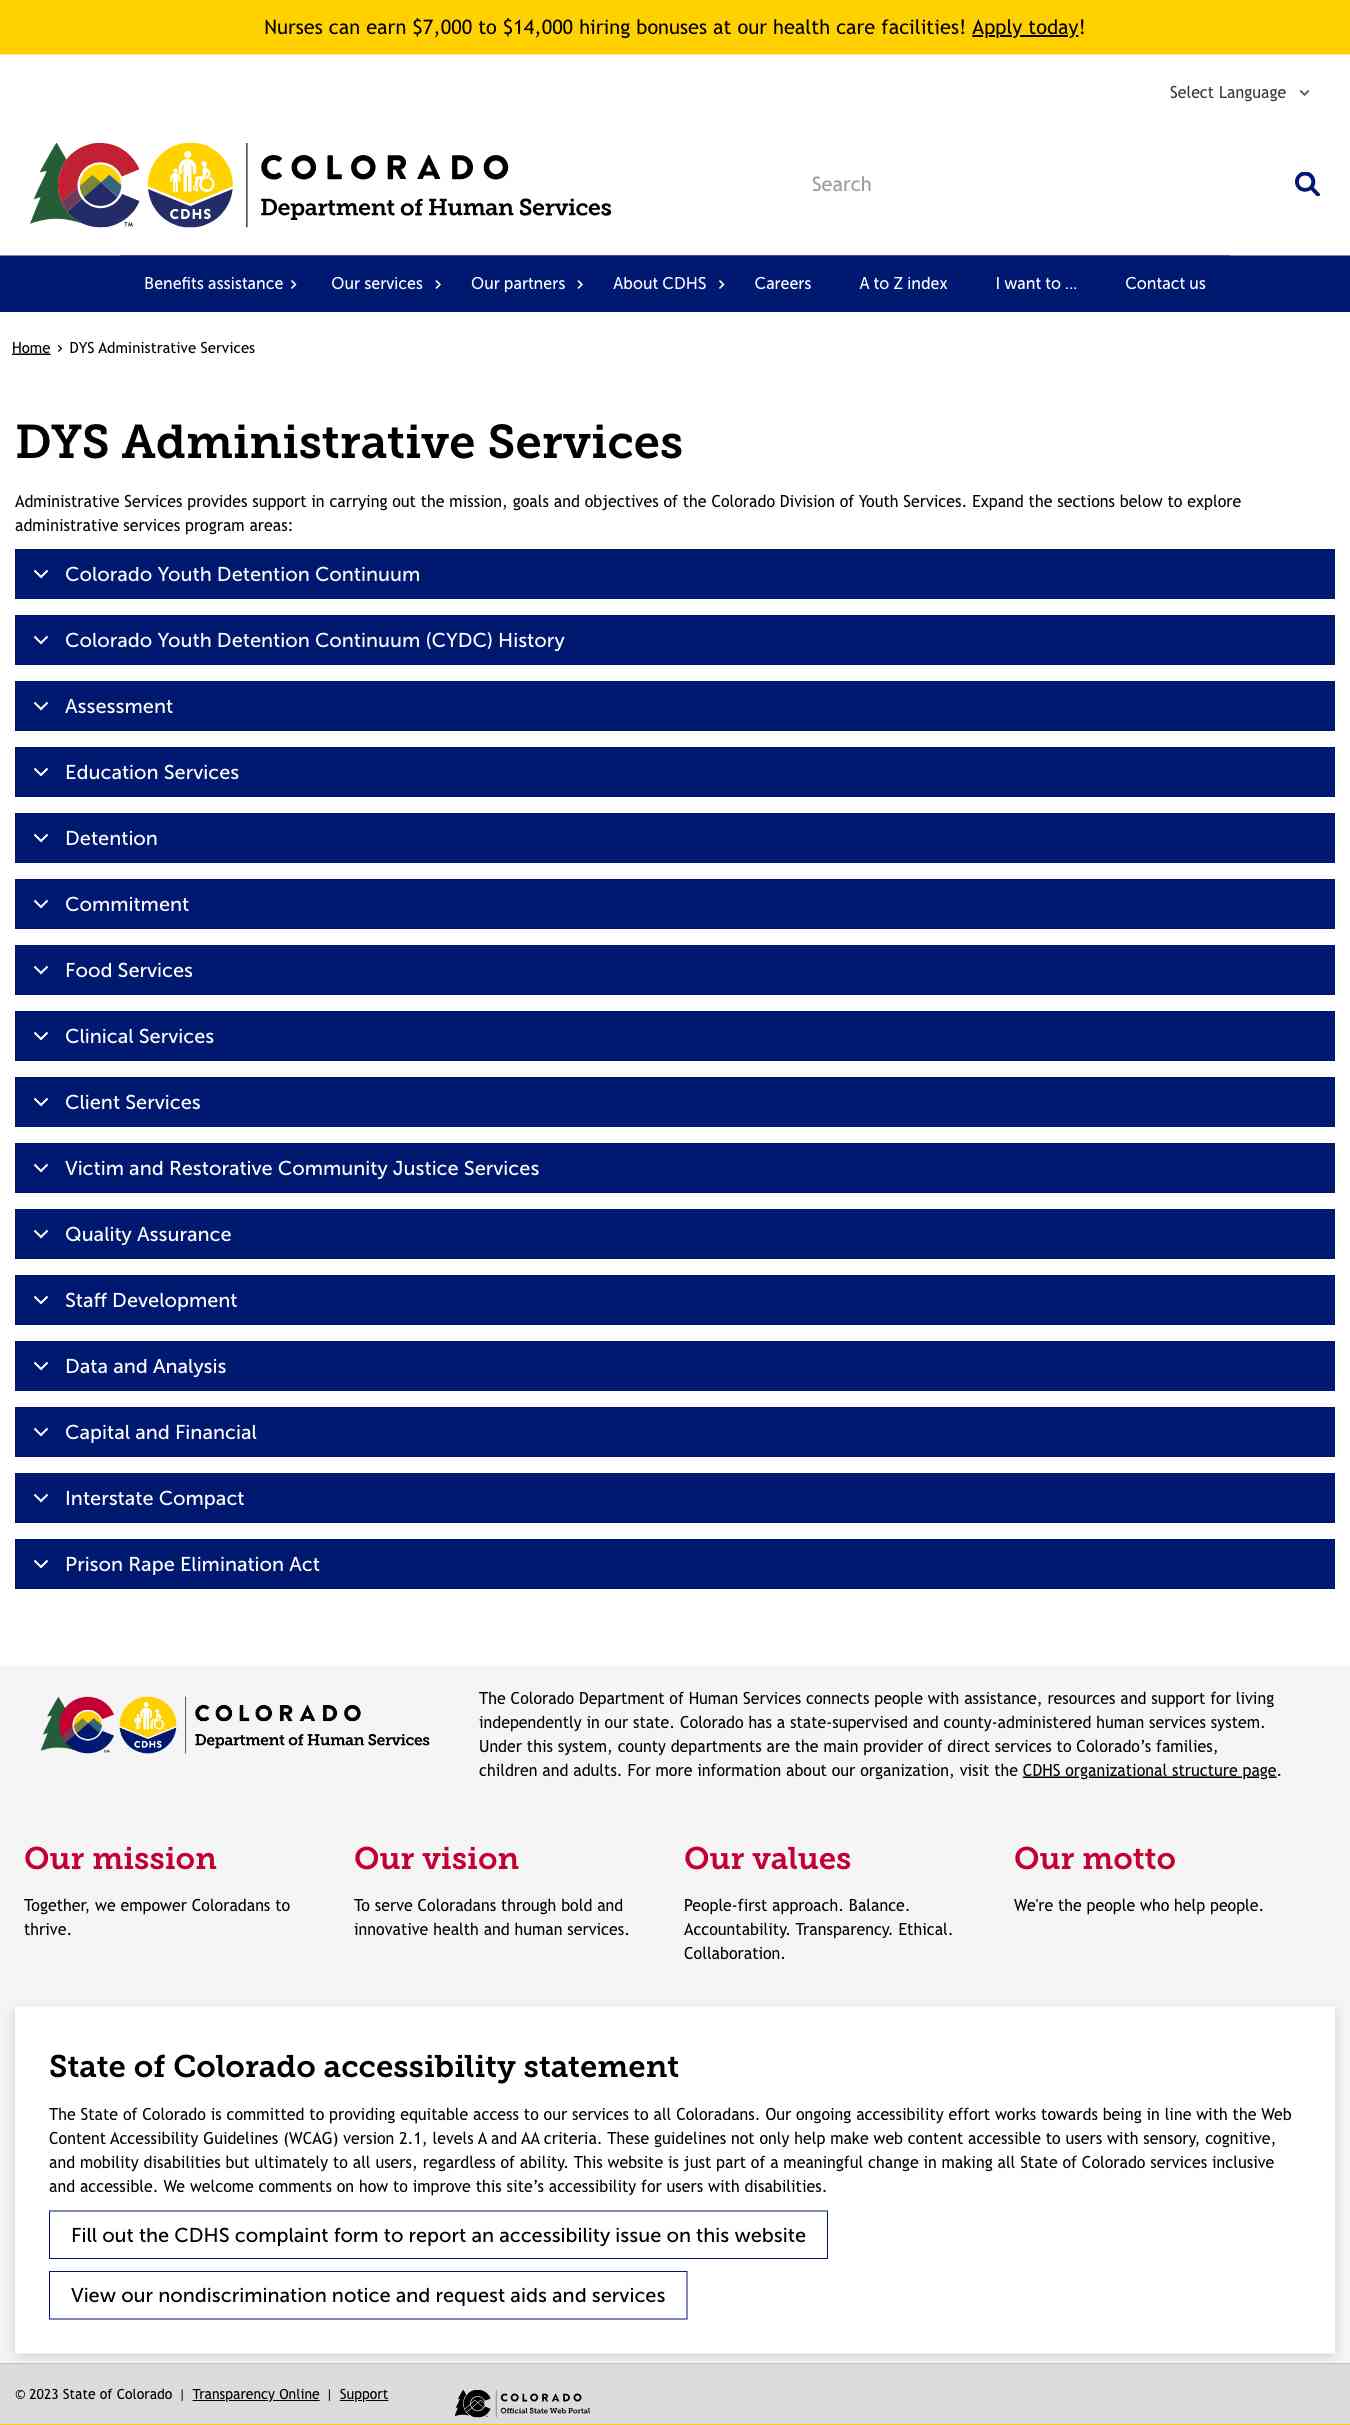 Nurses can earn $7,000 to $14,000 hiring bonuses at our health care facilities! Apply today!
Select Language
CDHS
TM
COLORADO
Department of Human Services
Search
Benefits assistance
Our services
Our partners
About CDHS
Careers
A to Z index
I want to ...
Contact us
Home › DYS Administrative Services
DYS Administrative Services
Administrative Services provides support in carrying out the mission, goals and objectives of the Colorado Division of Youth Services. Expand the sections below to explore
administrative services program areas:
Colorado Youth Detention Continuum
Colorado Youth Detention Continuum (CYDC) History
Assessment
Education Services
Detention
Commitment
Food Services
Clinical Services
Client Services
Victim and Restorative Community Justice Services
Quality Assurance
Staff Development
Data and Analysis
Capital and Financial
Interstate Compact
Prison Rape Elimination Act
CDHS
TM
COLORADO
Department of Human Services
The Colorado Department of Human Services connects people with assistance, resources and support for living
independently in our state. Colorado has a state-supervised and county-administered human services system.
Under this system, county departments are the main provider of direct services to Colorado’s families,
children and adults. For more information about our organization, visit the CDHS organizational structure page.
Our mission
Together, we empower Coloradans to
thrive.
Our vision
To serve Coloradans through bold and
innovative health and human services.
Our values
People-first approach. Balance.
Accountability. Transparency. Ethical.
Collaboration.
Our motto
We're the people who help people.
State of Colorado accessibility statement
The State of Colorado is committed to providing equitable access to our services to all Coloradans. Our ongoing accessibility effort works towards being in line with the Web
Content Accessibility Guidelines (WCAG) version 2.1, levels A and AA criteria. These guidelines not only help make web content accessible to users with sensory, cognitive,
and mobility disabilities but ultimately to all users, regardless of ability. This website is just part of a meaningful change in making all State of Colorado services inclusive
and accessible. We welcome comments on how to improve this site’s accessibility for users with disabilities.
Fill out the CDHS complaint form to report an accessibility issue on this website
View our nondiscrimination notice and request aids and services
© 2023 State of Colorado | Transparency Online | Support
COLORADO
Official State Web Portal